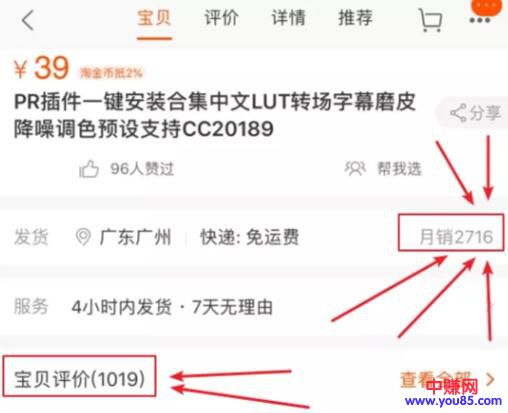 宝贝 评价 详情 推荐
¥39 淘金币抵2%
PR插件一键安装合集中文LUT转场字幕磨皮
降噪调色预设支持CC20189
分享
96人赞过 帮我选
发货 广东广州 快递: 免运费 月销2716
服务 4小时内发货 · 7天无理由
宝贝评价(1019) 查看全部
中赚网
www.you85.com